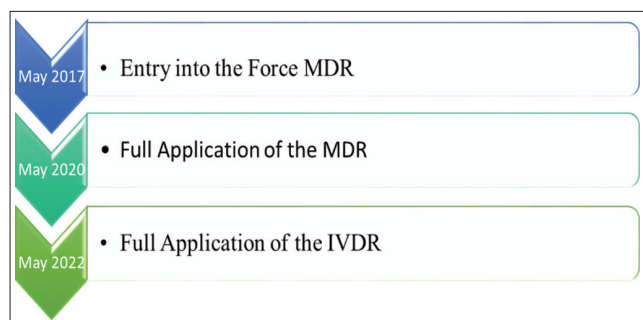 May 2017
• Entry into the Force MDR
May 2020
• Full Application of the MDR
May 2022
• Full Application of the IVDR